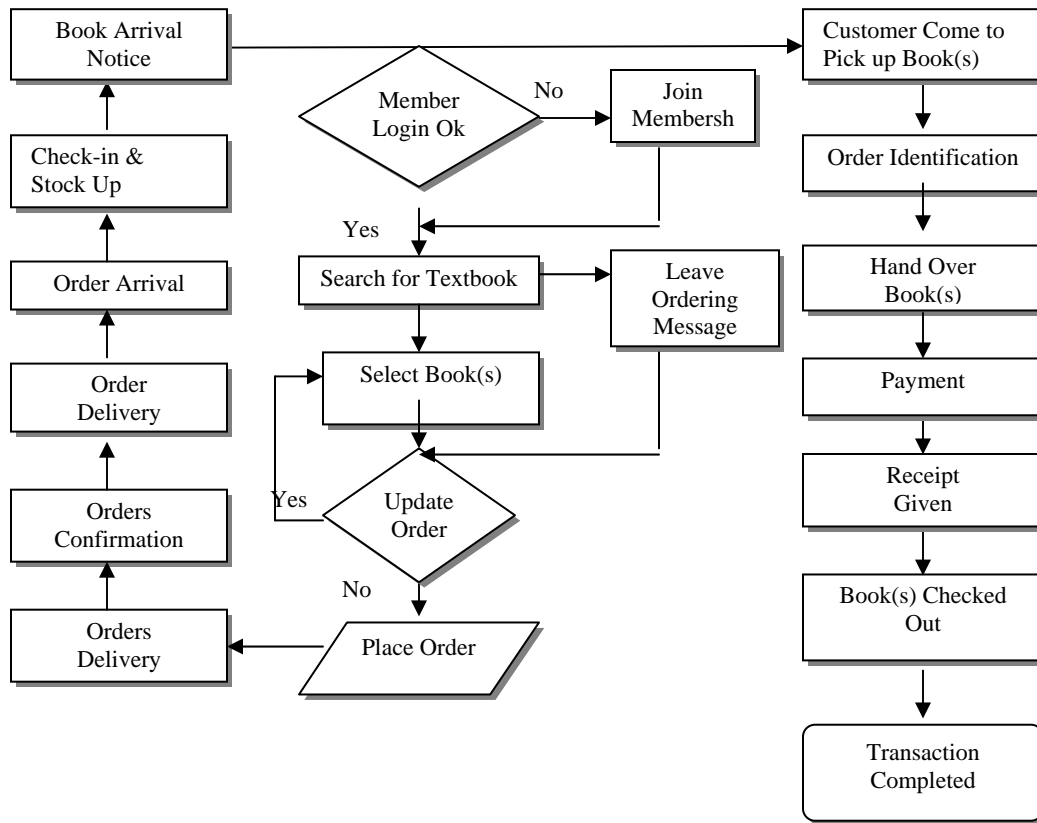 Book Arrival
Notice
Customer Come to
Pick up Book(s)
Member
Login Ok
No
Join
Membersh
Check-in &
Stock Up
Order Identification
Yes
Order Arrival
Search for Textbook
Leave
Ordering
Message
Hand Over
Book(s)
Order
Delivery
Select Book(s)
Payment
Orders
Confirmation
Yes
Update
Order
Receipt
Given
No
Orders
Delivery
Place Order
Book(s) Checked
Out
Transaction
Completed